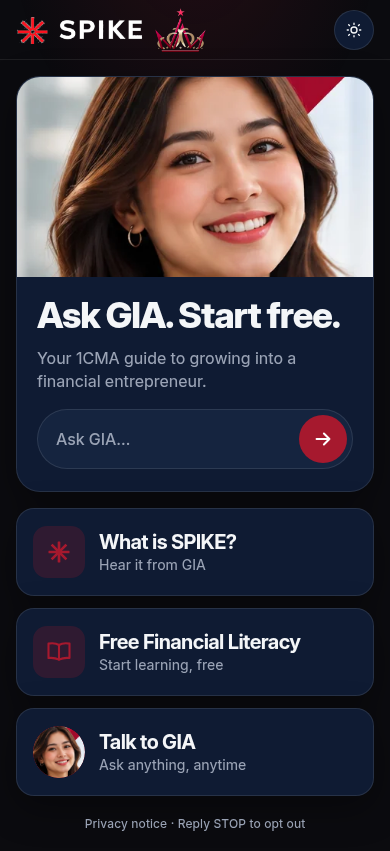 SPIKE
Ask GIA. Start free.
Your 1CMA guide to growing into a
financial entrepreneur.
Ask GIA...
What is SPIKE?
Hear it from GIA
Free Financial Literacy
Start learning, free
Talk to GIA
Ask anything, anytime
Privacy notice · Reply STOP to opt out